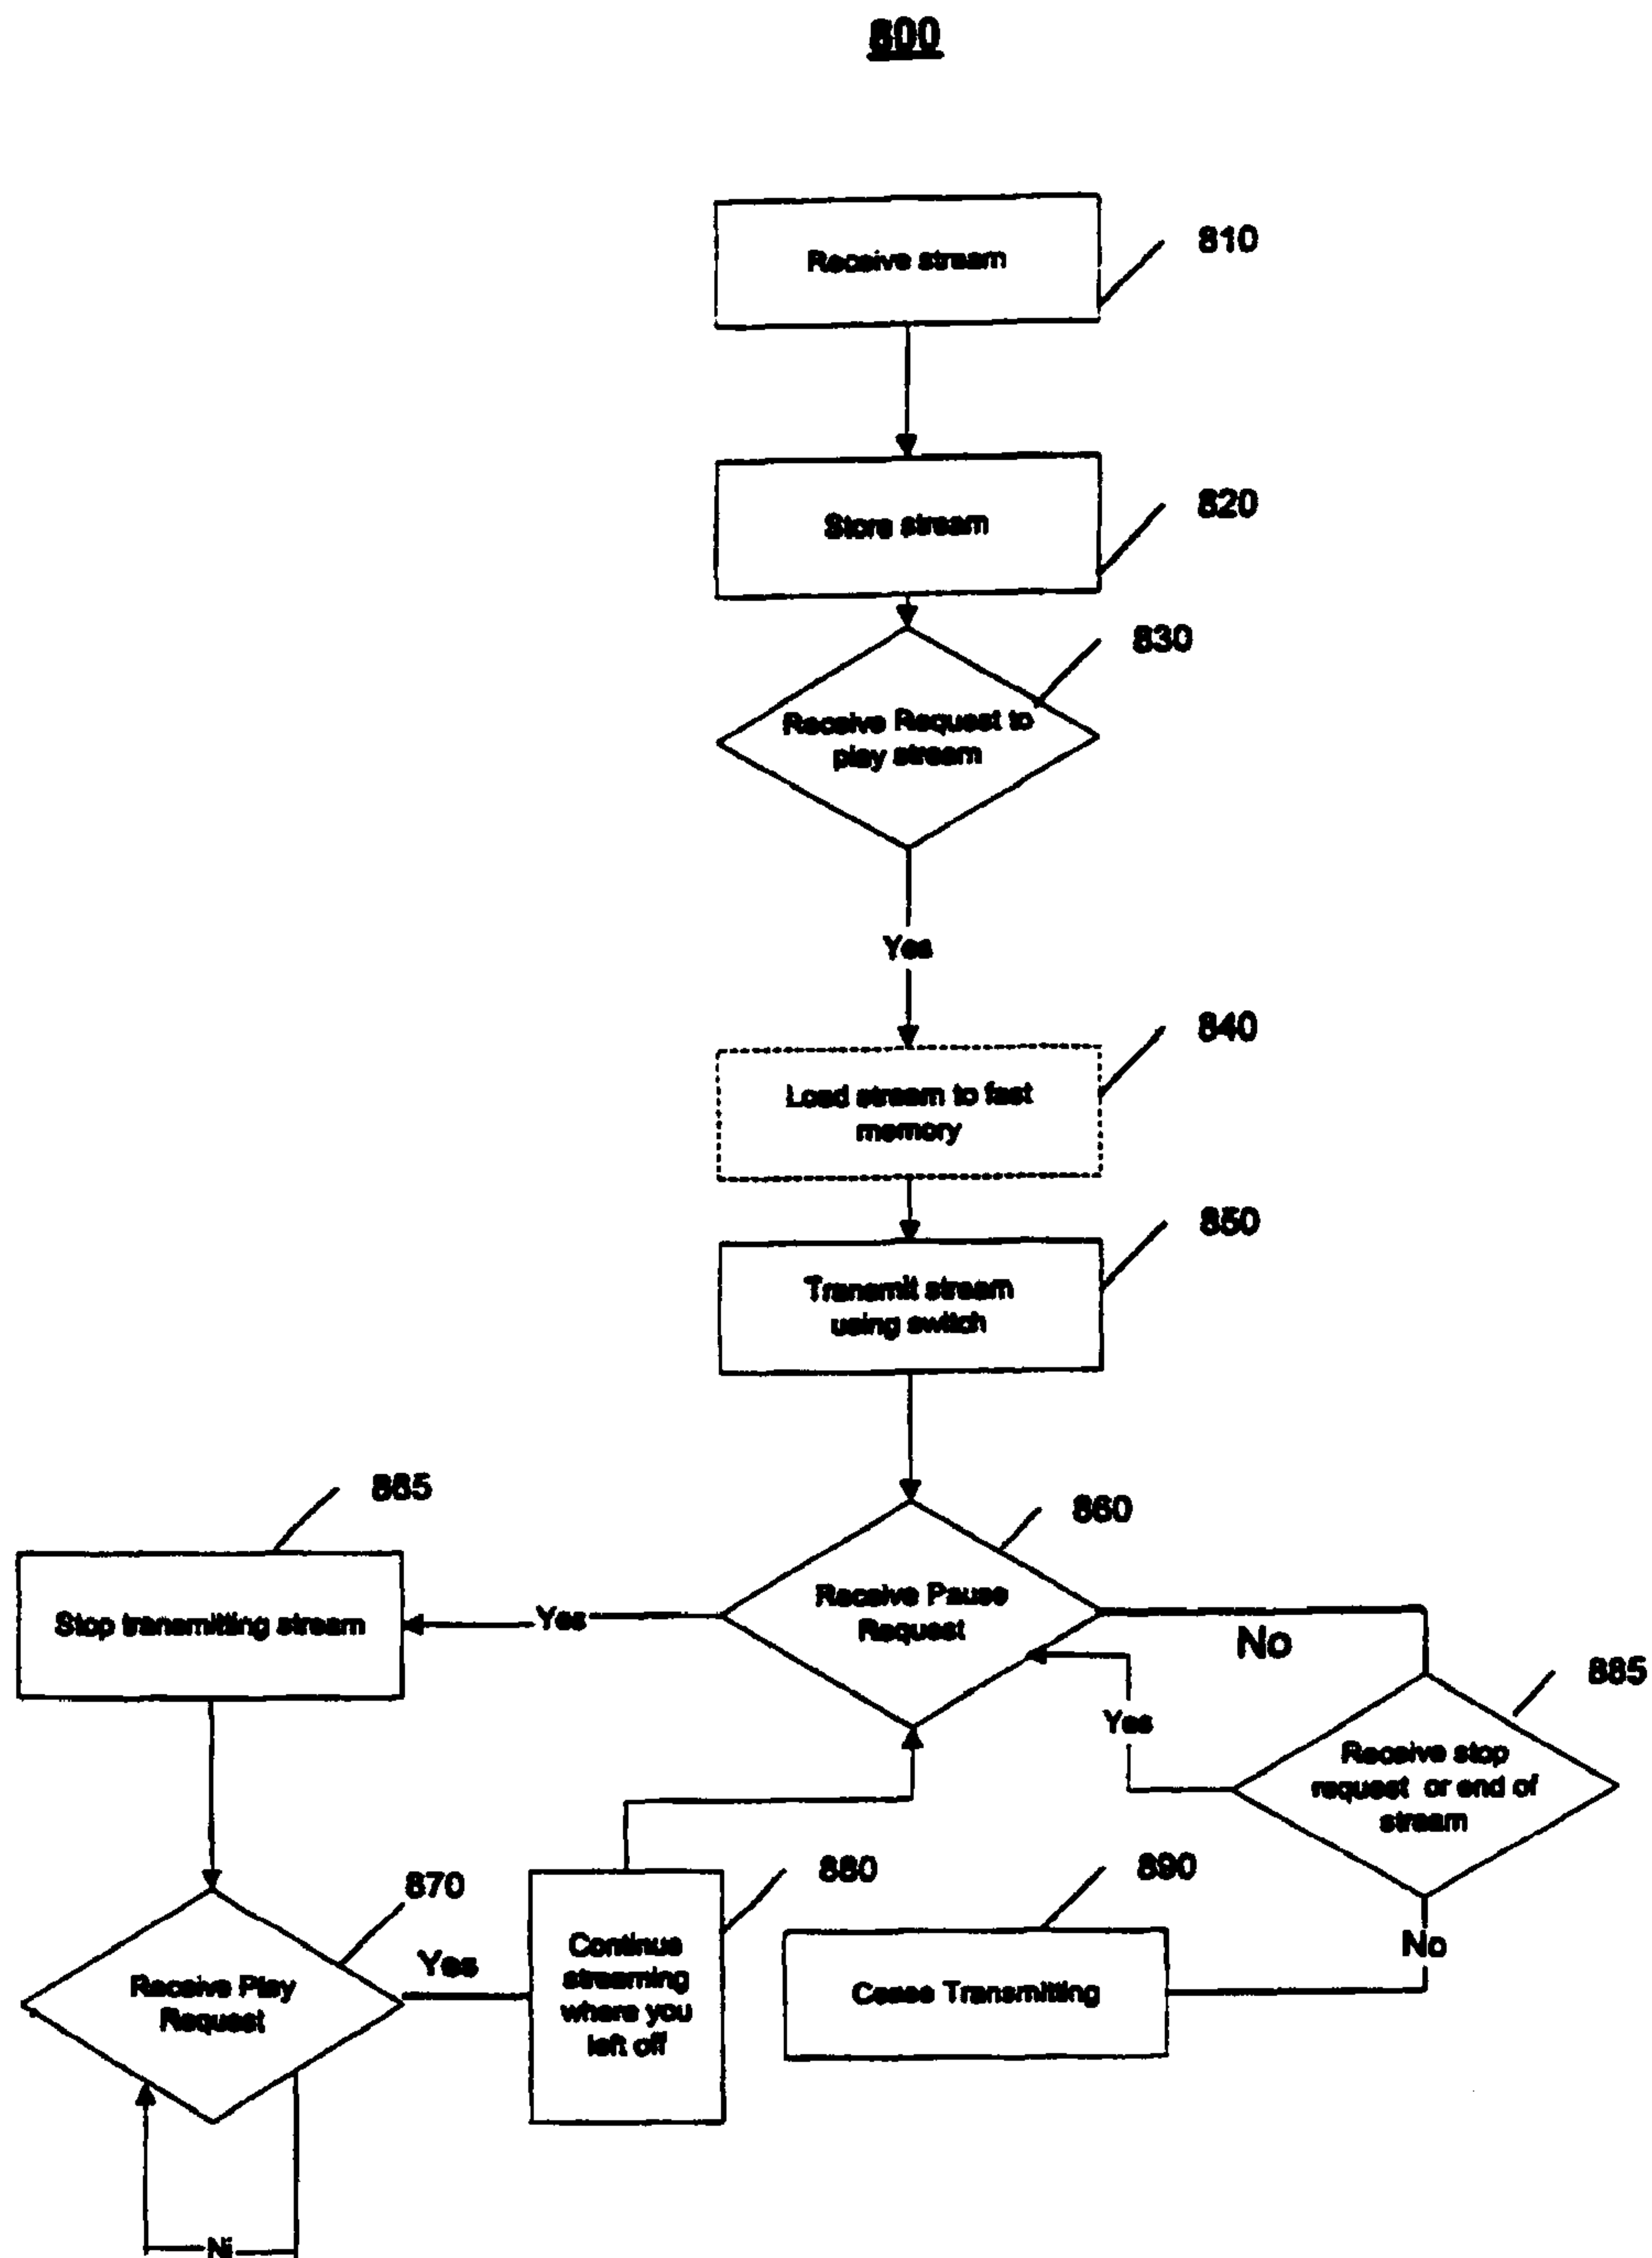 800
Receive stream
810
Store stream
820
830
Receive Request to
play stream
Yes
840
Load stream to fast
memory
850
Transmit stream
using switch
865
860
Stop transmitting stream
Yes
Receive Pause
Request
No
885
Yes
Receive stop
request or end of
stream
870
880
890
Receive Play
Request
Yes
Continue
streaming
where you
left off
Cease Transmitting
No
Ni